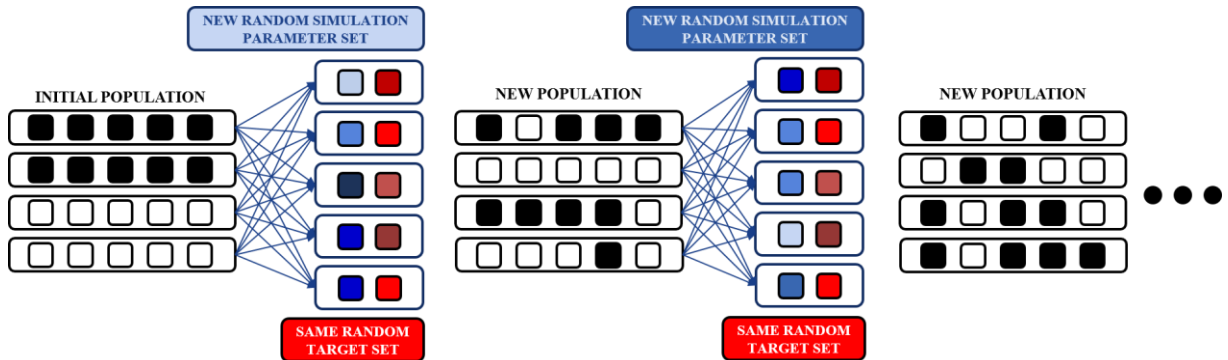 NEW RANDOM SIMULATION
PARAMETER SET
NEW RANDOM SIMULATION
PARAMETER SET
INITIAL POPULATION
NEW POPULATION
NEW POPULATION
SAME RANDOM
TARGET SET
SAME RANDOM
TARGET SET